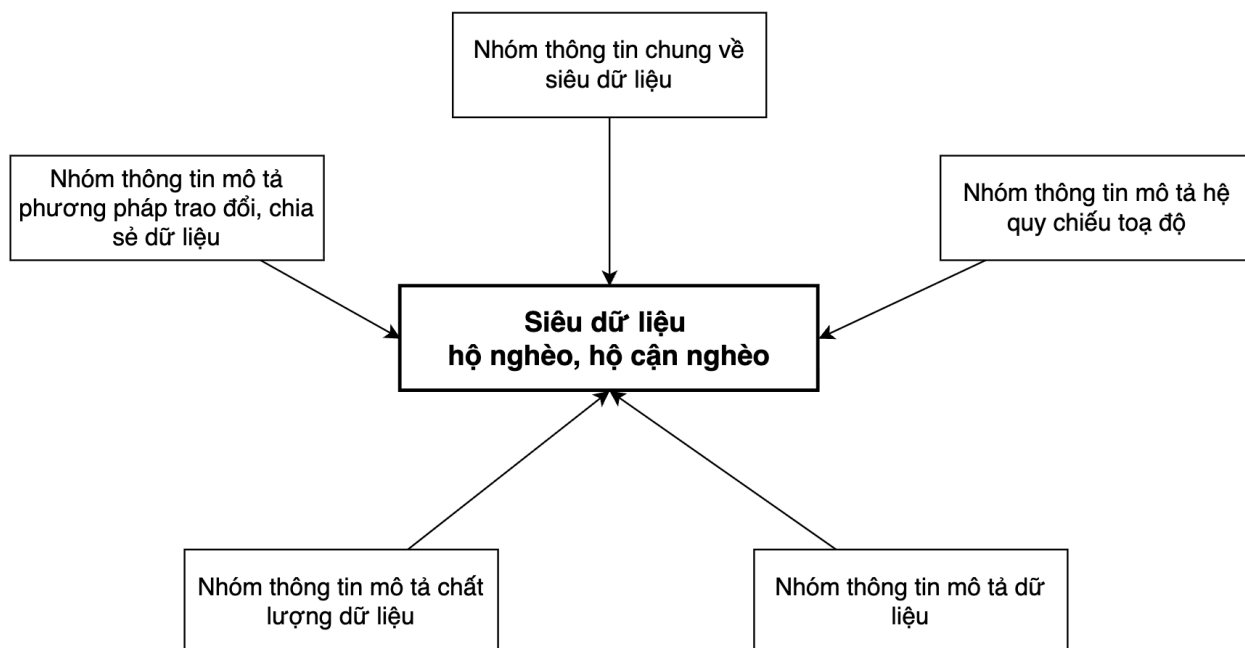 Nhóm thông tin chung về
siêu dữ liệu
Nhóm thông tin mô tả
phương pháp trao đổi, chia
sẻ dữ liệu
Nhóm thông tin mô tả hệ
quy chiếu toạ độ
Siêu dữ liệu
hộ nghèo, hộ cận nghèo
Nhóm thông tin mô tả chất
lượng dữ liệu
Nhóm thông tin mô tả dữ
liệu